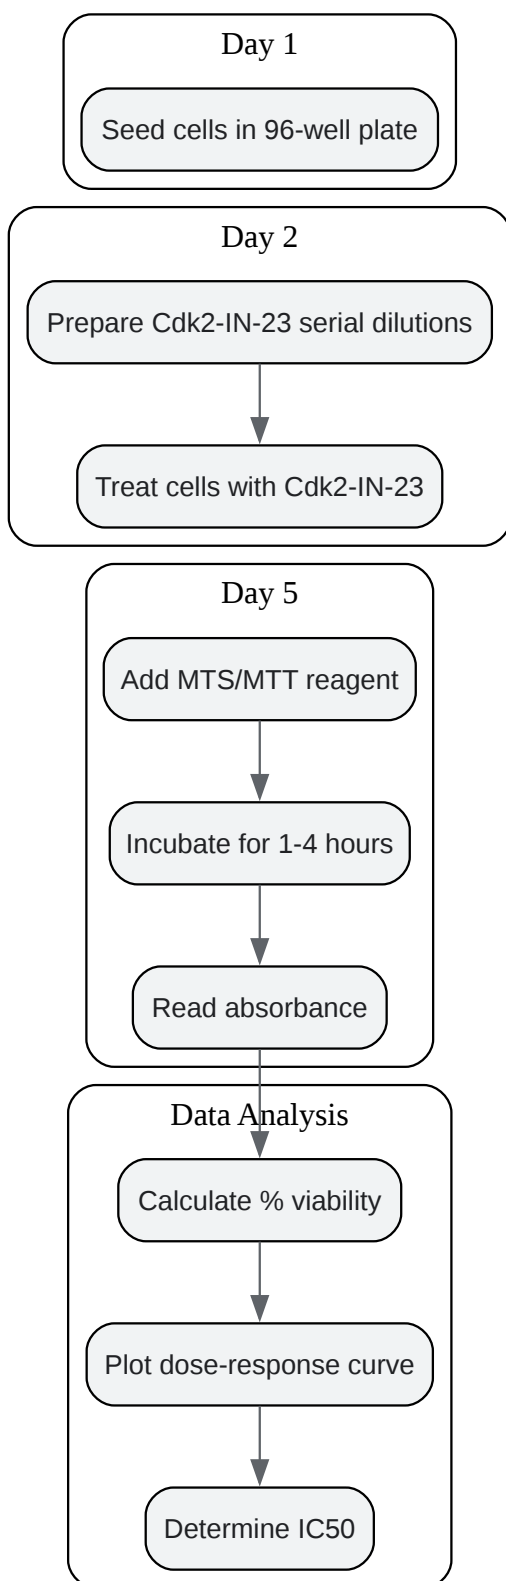 Day 1
Seed cells in 96-well plate
Day 2
Prepare Cdk2-IN-23 serial dilutions
Treat cells with Cdk2-IN-23
Day 5
Add MTS/MTT reagent
Incubate for 1-4 hours
Read absorbance
Data Analysis
Calculate % viability
Plot dose-response curve
Determine IC50